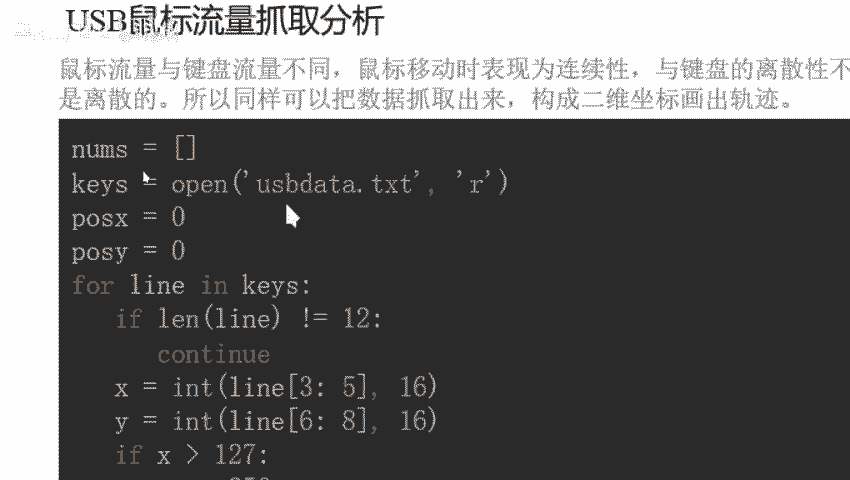 USB鼠标流量抓取分析
鼠标流量与键盘流量不同，鼠标移动时表现为连续性，与键盘的离散性不
是离散的。所以同样可以把数据抓取出来，构成二维坐标画出轨迹。
nums = []
keys = open('usbdata.txt', 'r')
posx = 0
posy = 0
for line in keys:
if len(line) != 12:
continue
x = int(line[3: 5], 16)
y = int(line[6: 8], 16)
if x > 127: